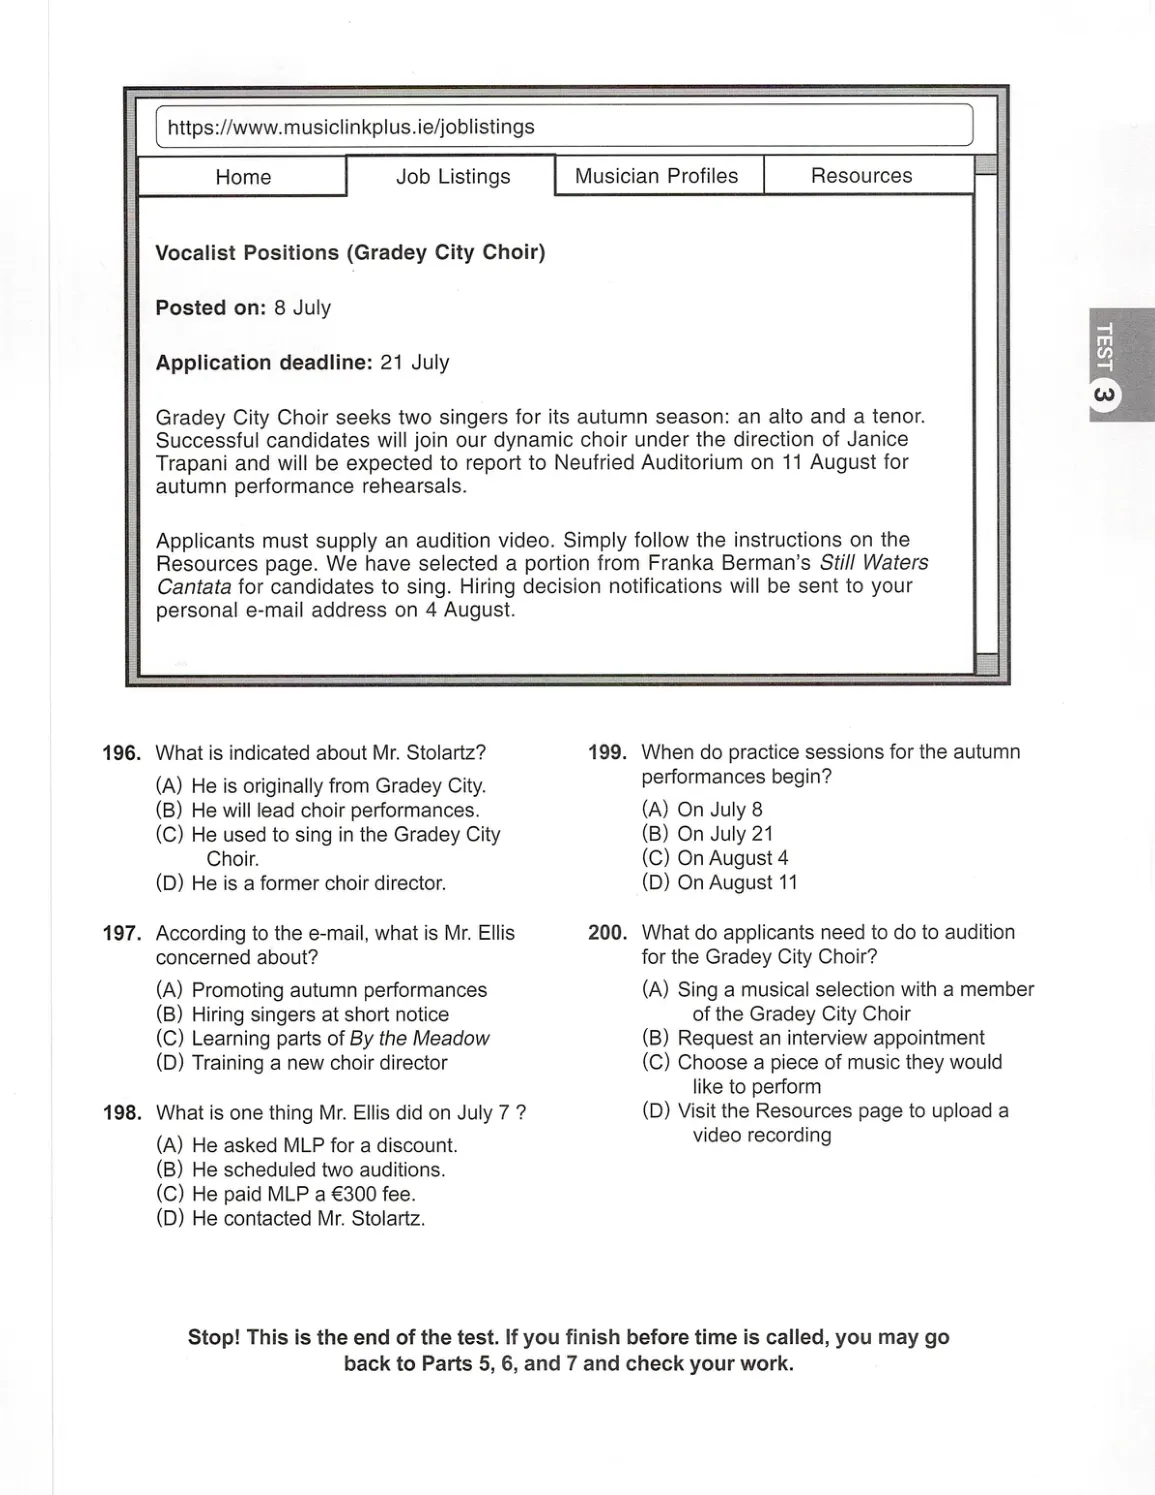 https://www.musiclinkplus.ie/joblistings
Home
Job Listings
Musician Profiles
Resources
Vocalist Positions (Gradey City Choir)
Posted on: 8 July
Application deadline: 21 July
Gradey City Choir seeks two singers for its autumn season: an alto and a tenor.
Successful candidates will join our dynamic choir under the direction of Janice
Trapani and will be expected to report to Neufried Auditorium on 11 August for
autumn performance rehearsals.
Applicants must supply an audition video. Simply follow the instructions on the
Resources page. We have selected a portion from Franka Berman's Still Waters
Cantata for candidates to sing. Hiring decision notifications will be sent to your
personal e-mail address on 4 August.
TEST 3
196. What is indicated about Mr. Stolartz?
(A) He is originally from Gradey City.
(B) He will lead choir performances.
(C) He used to sing in the Gradey City
Choir.
(D) He is a former choir director.
197. According to the e-mail, what is Mr. Ellis
concerned about?
(A) Promoting autumn performances
(B) Hiring singers at short notice
(C) Learning parts of By the Meadow
(D) Training a new choir director
198. What is one thing Mr. Ellis did on July 7 ?
(A) He asked MLP for a discount.
(B) He scheduled two auditions.
(C) He paid MLP a €300 fee.
(D) He contacted Mr. Stolartz.
199. When do practice sessions for the autumn
performances begin?
(A) On July 8
(B) On July 21
(C) On August 4
(D) On August 11
200. What do applicants need to do to audition
for the Gradey City Choir?
(A) Sing a musical selection with a member
of the Gradey City Choir
(B) Request an interview appointment
(C) Choose a piece of music they would
like to perform
(D) Visit the Resources page to upload a
video recording
Stop! This is the end of the test. If you finish before time is called, you may go
back to Parts 5, 6, and 7 and check your work.